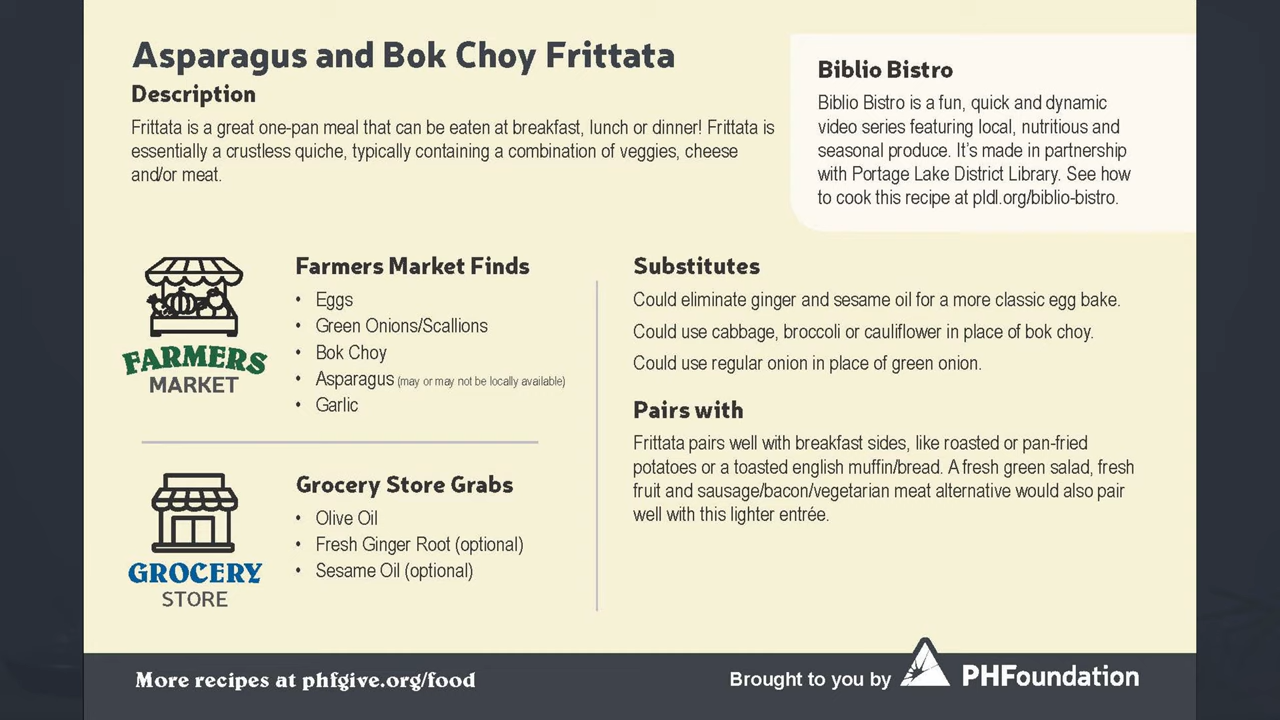 Asparagus and Bok Choy Frittata
Description
Frittata is a great one-pan meal that can be eaten at breakfast, lunch or dinner! Frittata is
essentially a crustless quiche, typically containing a combination of veggies, cheese
and/or meat.
Biblio Bistro
Biblio Bistro is a fun, quick and dynamic
video series featuring local, nutritious and
seasonal produce. It's made in partnership
with Portage Lake District Library. See how
to cook this recipe at pldl.org/biblio-bistro.
FARMERS
MARKET
Farmers Market Finds
• Eggs
• Green Onions/Scallions
• Bok Choy
• Asparagus (may or may not be locally available)
• Garlic
GROCERY
STORE
Grocery Store Grabs
• Olive Oil
• Fresh Ginger Root (optional)
• Sesame Oil (optional)
Substitutes
Could eliminate ginger and sesame oil for a more classic egg bake.
Could use cabbage, broccoli or cauliflower in place of bok choy.
Could use regular onion in place of green onion.
Pairs with
Frittata pairs well with breakfast sides, like roasted or pan-fried
potatoes or a toasted english muffin/bread. A fresh green salad, fresh
fruit and sausage/bacon/vegetarian meat alternative would also pair
well with this lighter entrée.
More recipes at phfgive.org/food
Brought to you by PHFoundation